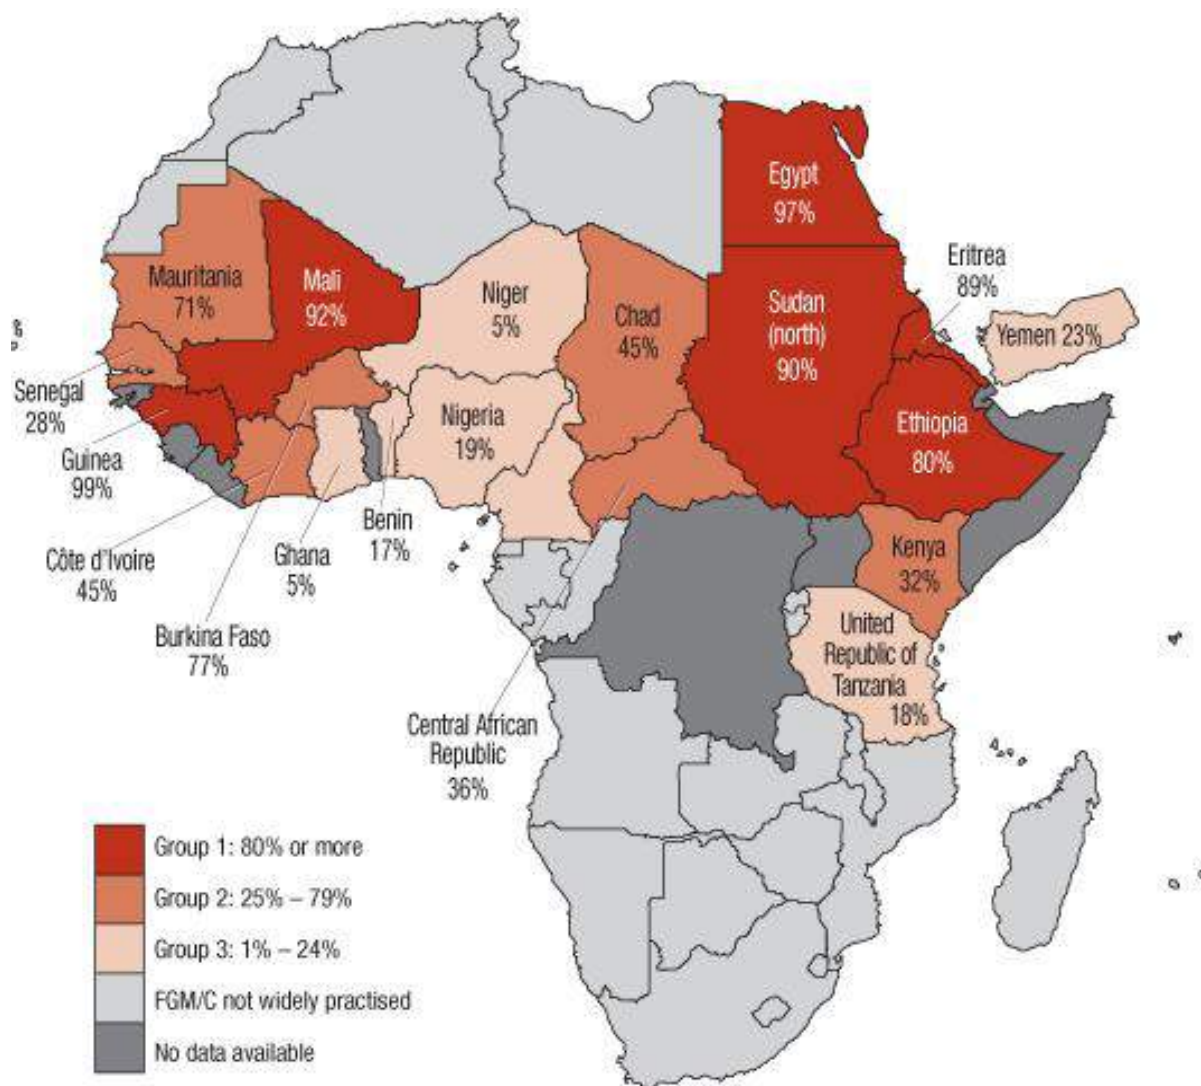 Egypt
97%
Eritrea
89%
Mauritania
71%
Mali
92%
Niger
5%
Chad
45%
Sudan
(north)
90%
Yemen 23%
Senegal
28%
Guinea
99%
Nigeria
19%
Ethiopia
80%
Côte d'Ivoire
45%
Ghana
5%
Benin
17%
Kenya
32%
Burkina Faso
77%
United
Republic of
Tanzania
18%
Central African
Republic
36%
Group 1: 80% or more
Group 2: 25% – 79%
Group 3: 1% – 24%
FGM/C not widely practised
No data available